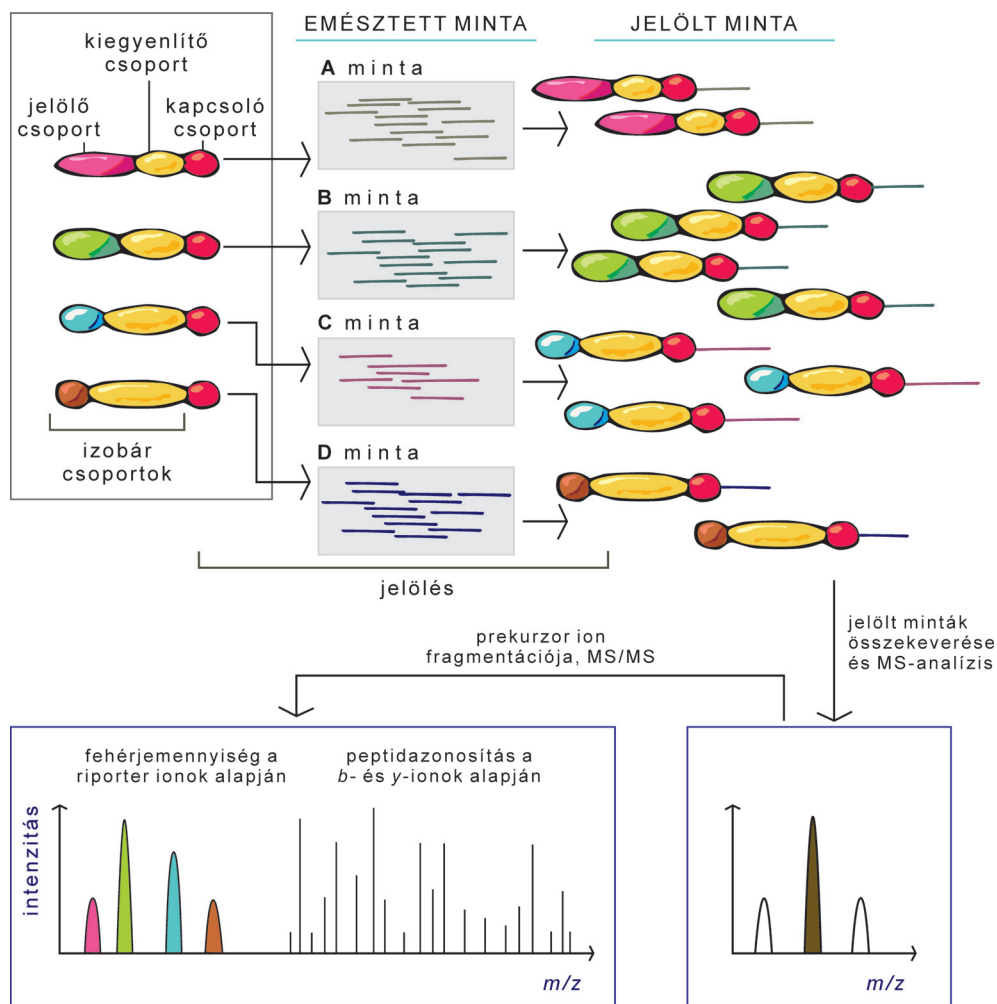 EMÉSZTETT MINTA
JELÖLT MINTA
kiegyenlítő
csoport
jelölő
csoport
kapcsoló
csoport
izobár
csoportok
A minta
B minta
C minta
D minta
jelölés
jelölt minták
összekeverése
és MS-analízis
prekurzor ion
fragmentációja, MS/MS
fehérjemennyiség a
riporter ionok alapján
peptidazonosítás a
b- és y-ionok alapján
intenzitás
m/z
m/z